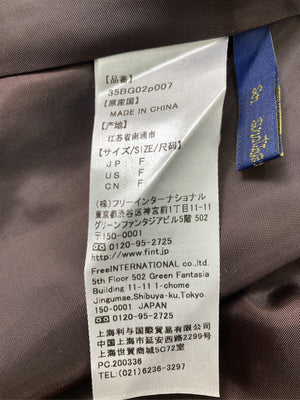 【品番】
35BG02p007
【原産国】
MADE IN CHINA
【产地】
江苏省南通市
【サイズ/SIZE/尺码】
JP: F
US: F
CN: F
(株)フリーインターナショナル
東京都渋谷区神宮前1丁目11-11
グリーンファンタジアビル5階 502
〒150-0001
☎ 0120-95-2725
http://www.fint.jp
FreeINTERNATIONAL co.,ltd.
5th Floor 502 Green Fantasia
Building 11-11 1-chome
Jingumae,Shibuya-ku,Tokyo
150-0001 JAPAN
☎ 0120-95-2725
上海利与国際貿易有限公司
中国上海市延安西路2299号
上海世貿商城5C72室
PC.200336
TEL:(021)6236-3297